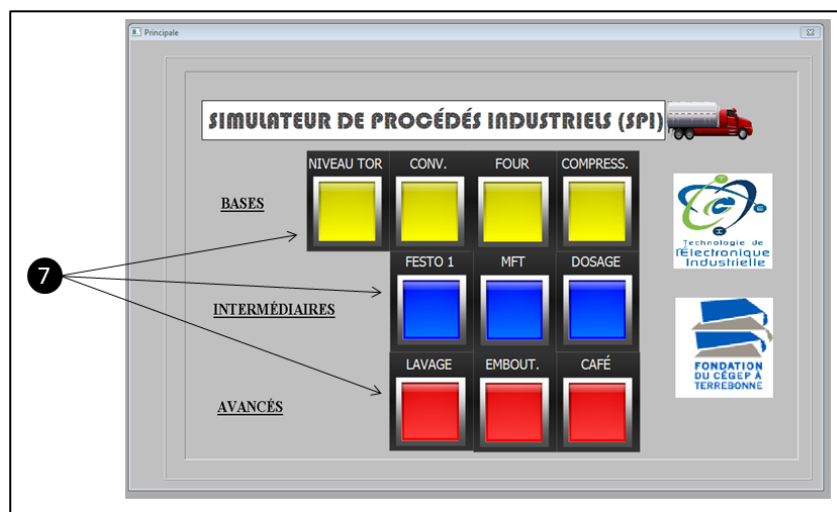 Principale
SIMULATEUR DE PROCÉDÉS INDUSTRIELS (SPI)
NIVEAU TOR CONV. FOUR COMPRESS.
BASES
FESTO 1 MFT DOSAGE
INTERMÉDIAIRES
LAVAGE EMBOUT. CAFÉ
AVANCÉS
7
Technologie de
l'Électronique
Industrielle
FONDATION
DU CÉGEP À
TERREBONNE